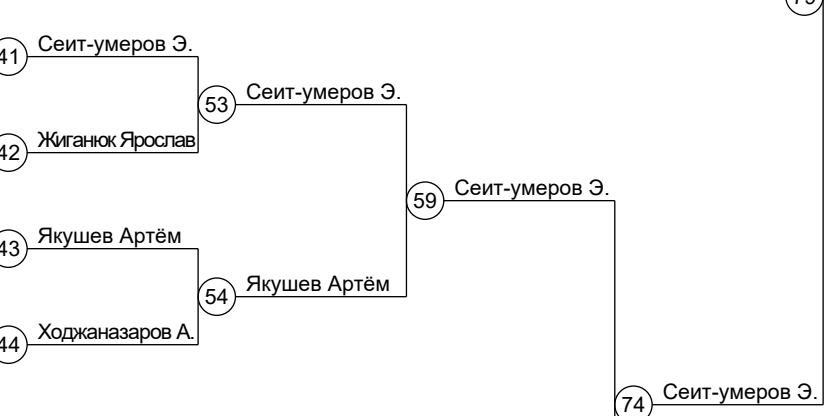 41 Сеит-умеров Э.
53 Сеит-умеров Э.
42 Жиганюк Ярослав
59 Сеит-умеров Э.
43 Якушев Артём
54 Якушев Артём
44 Ходжаназаров А.
74 Сеит-умеров Э.